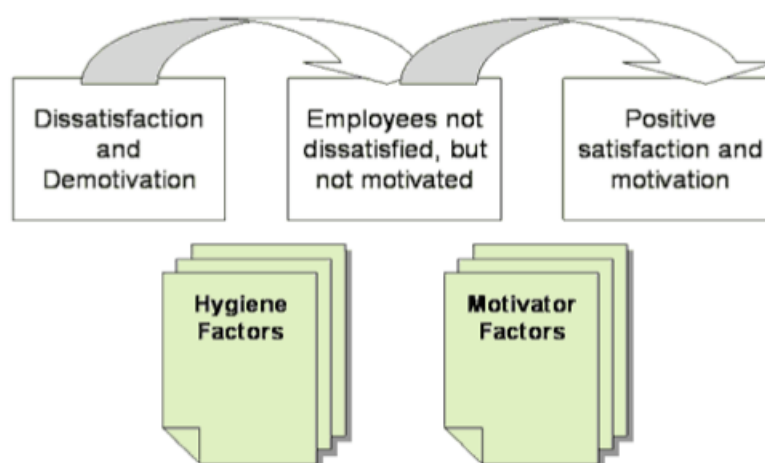 Dissatisfaction
and
Demotivation
Employees not
dissatisfied, but
not motivated
Positive
satisfaction and
motivation
Hygiene
Factors
Motivator
Factors